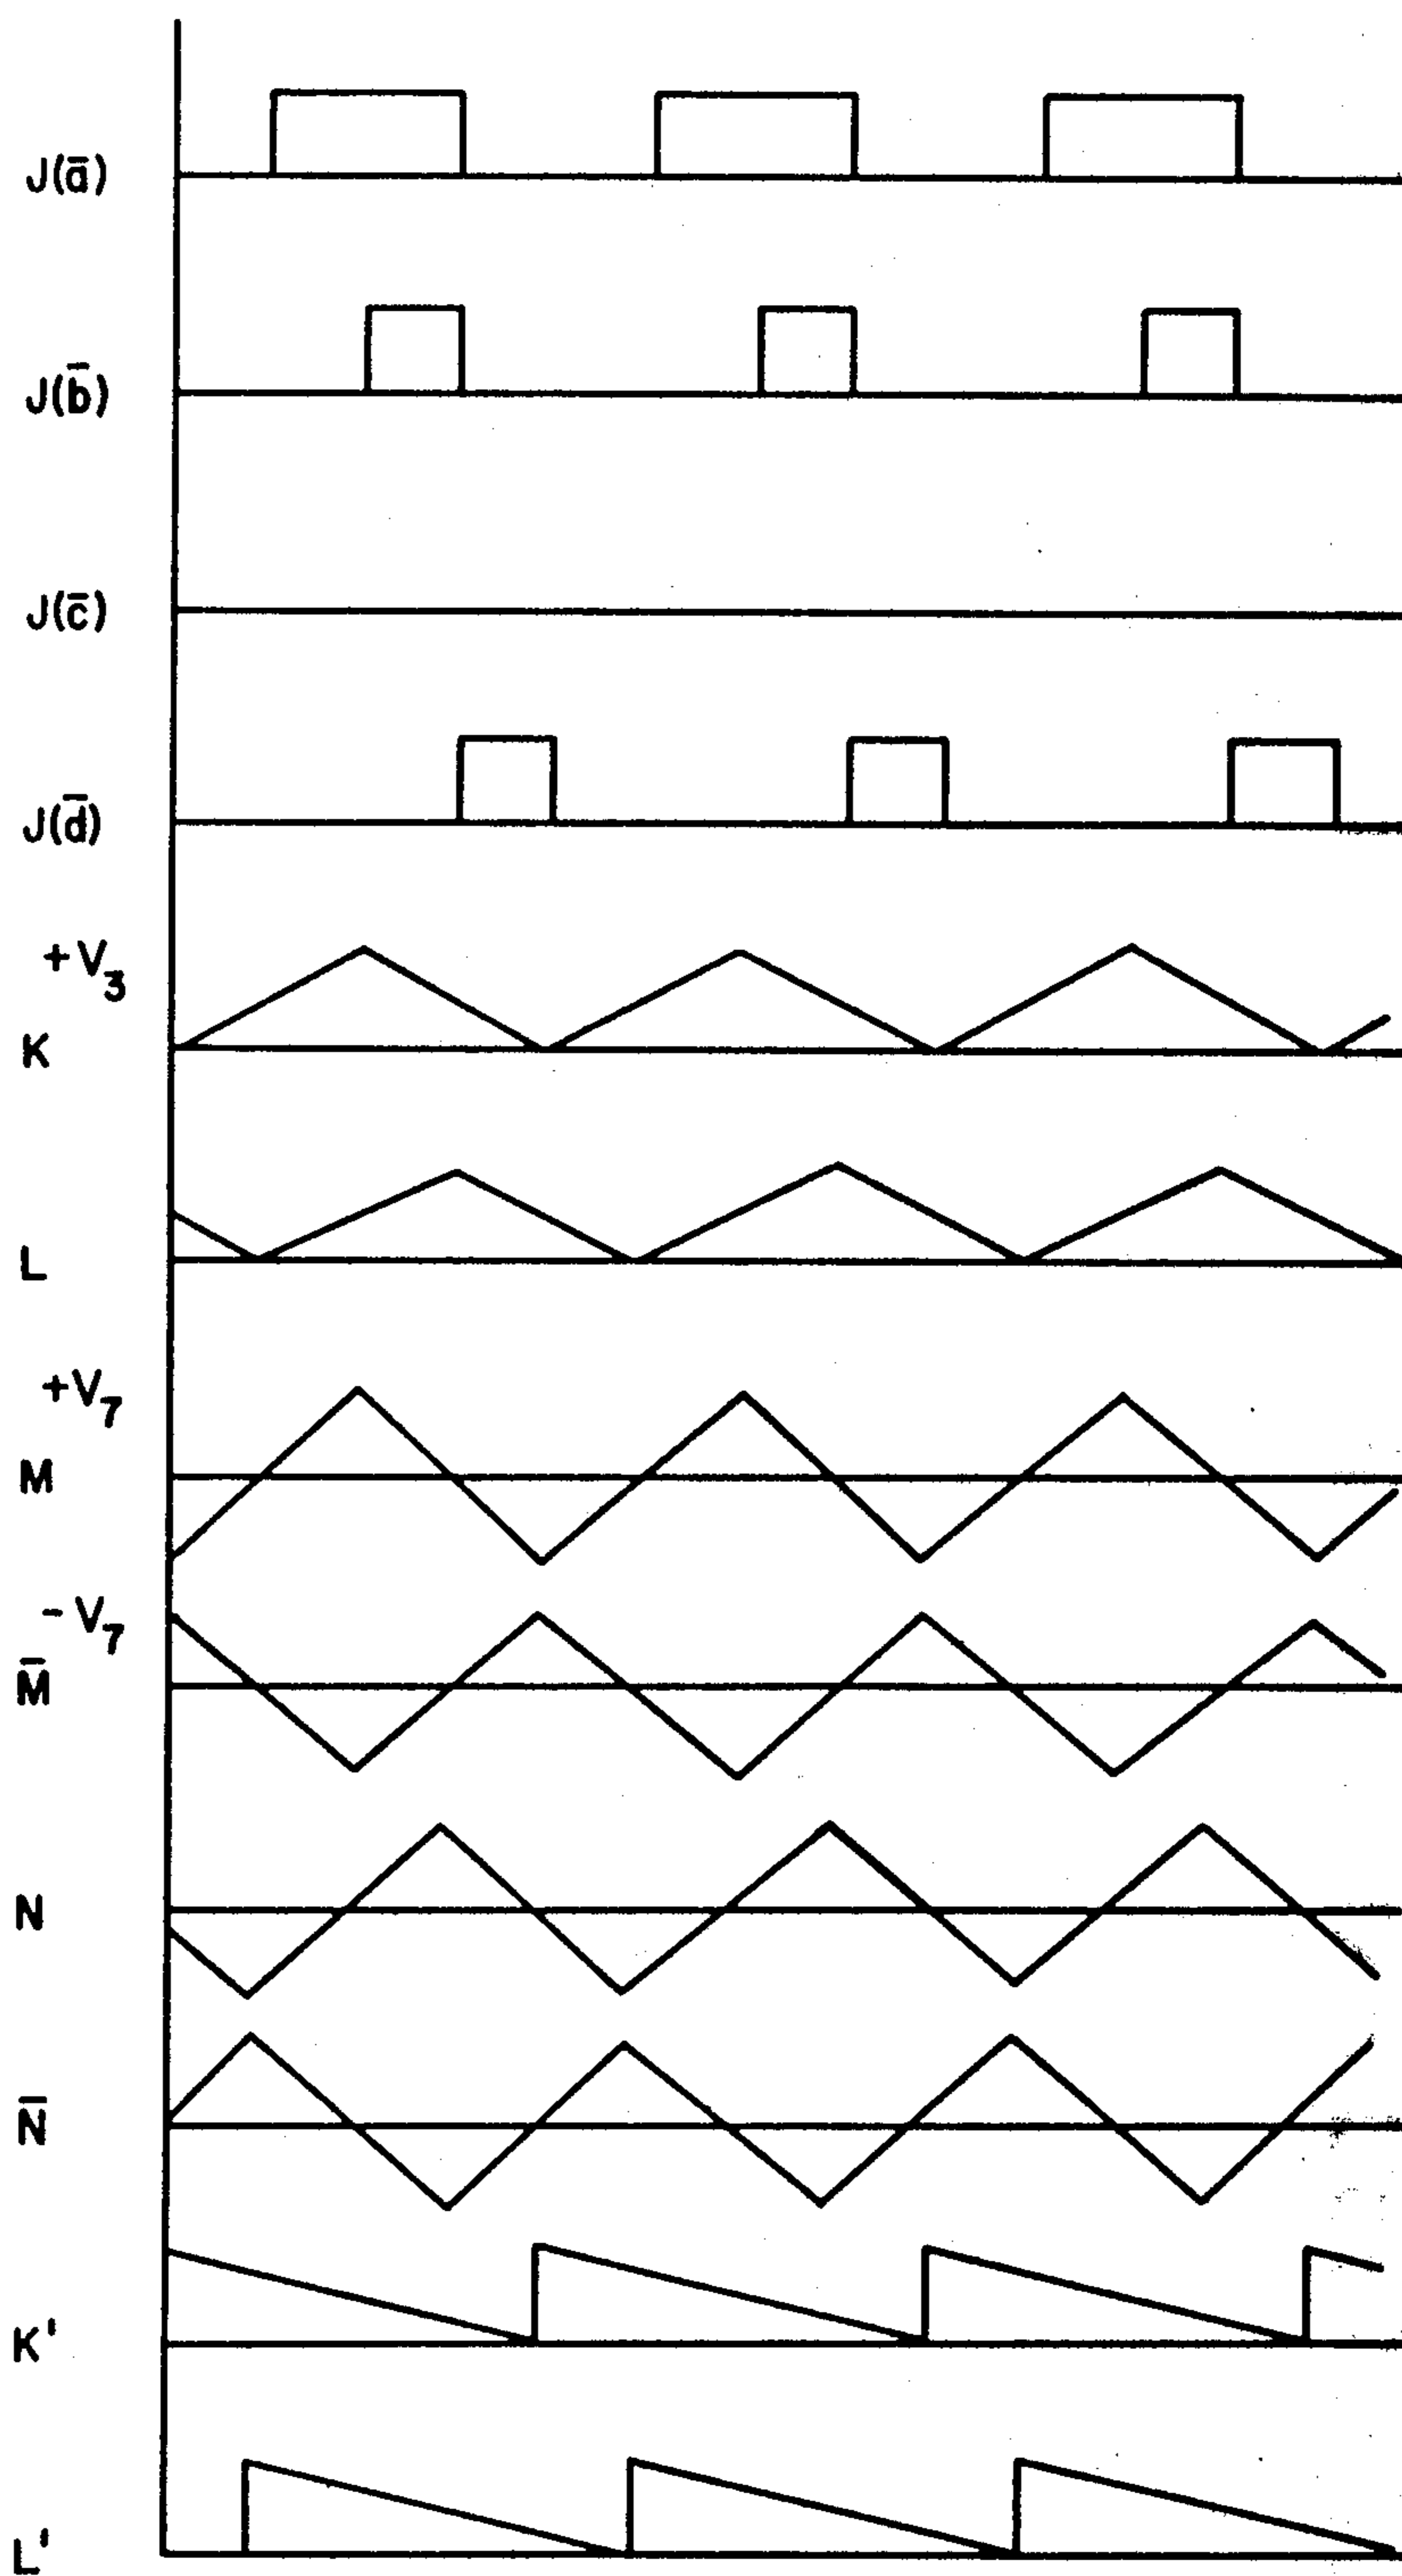 J(a̅)
J(b̅)
J(c̅)
J(d̅)
+V₃
K
L
+V₇
M
-V₇
M̅
N
N̅
K'
L'